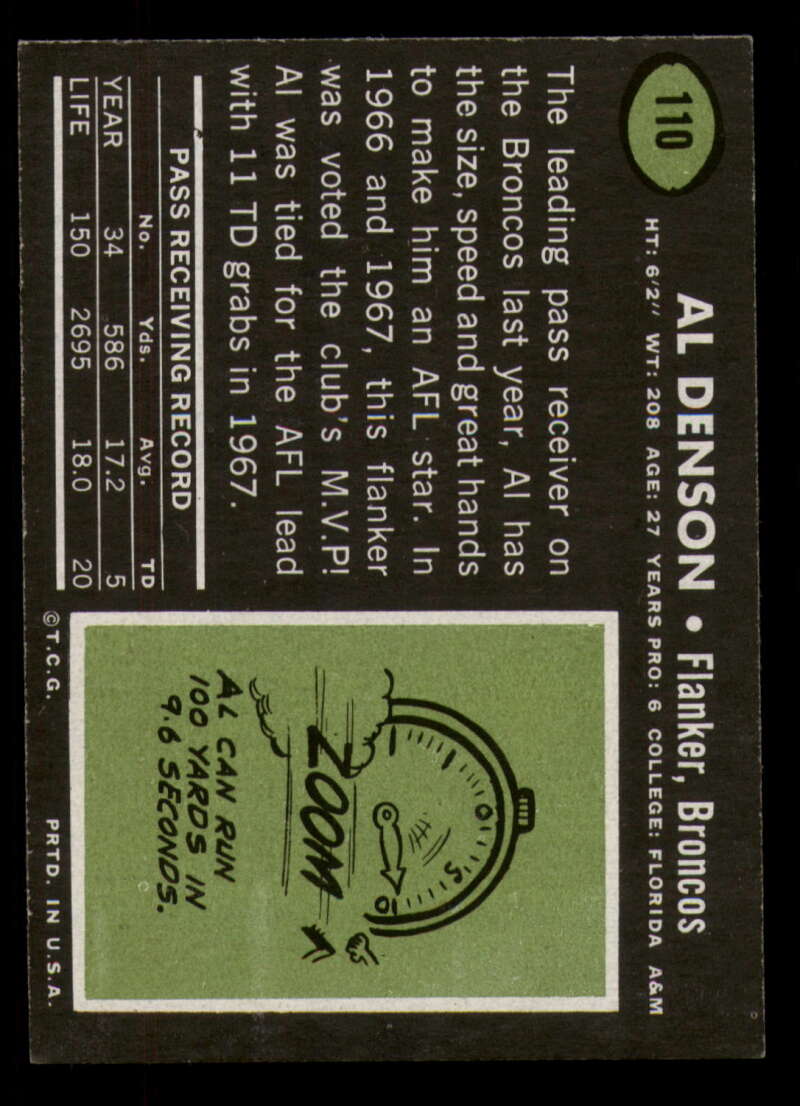 110
AL DENSON • Flanker, Broncos
HT: 6'2" WT: 208 AGE: 27 YEARS PRO: 6 COLLEGE: FLORIDA A&M
The leading pass receiver on
the Broncos last year, Al has
the size, speed and great hands
to make him an AFL star. In
1966 and 1967, this flanker
was voted the club's M.V.P!
Al was tied for the AFL lead
with 11 TD grabs in 1967.
PASS RECEIVING RECORD
No. Yds. Avg. TD
YEAR 34 586 17.2 5
LIFE 150 2695 18.0 20
0
5
0
ZOOM
AL CAN RUN
100 YARDS IN
9.6 SECONDS.
© T.C.G. PRTD. IN U.S.A.